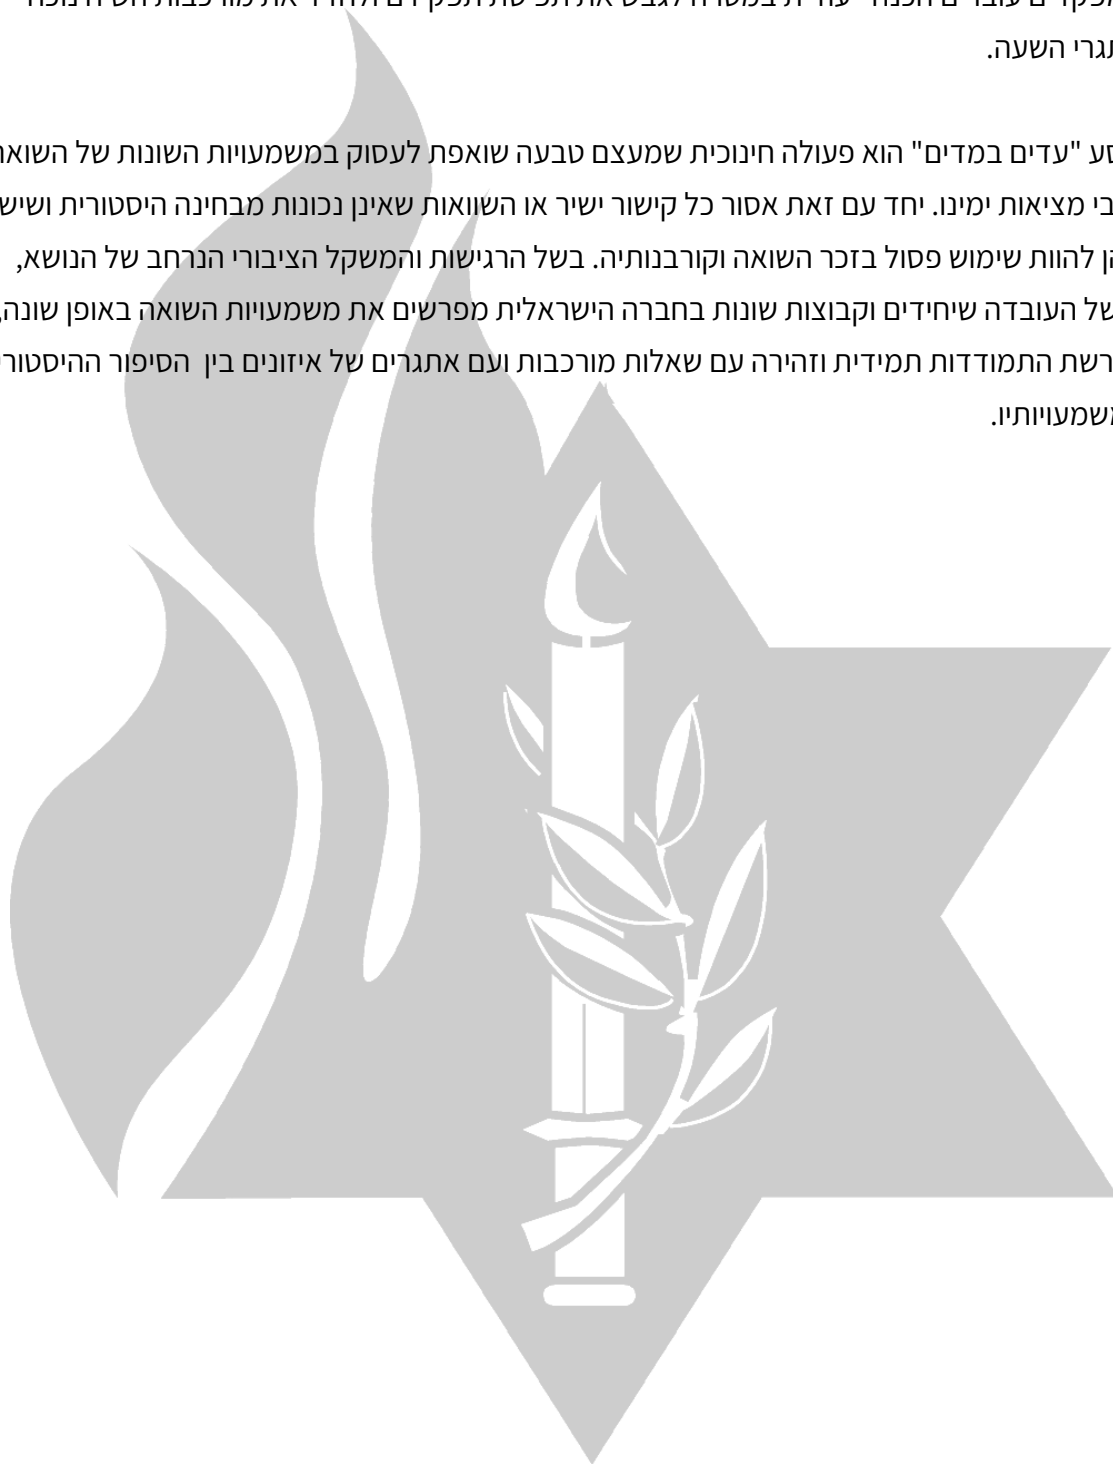 תגרי השעה.
סע "עדים במדים" הוא פעולה חינוכית שמעצם טבעה שואפת לעסוק במשמעויות השונות של השואה
בי מציאות ימינו. יחד עם זאת אסור כל קישור ישיר או השוואות שאינן נכונות מבחינה היסטורית ושיש
הן להוות שימוש פסול בזכר השואה וקורבנותיה. בשל הרגישות והמשקל הציבורי הנרחב של הנושא,
של העובדה שיחידים וקבוצות שונות בחברה הישראלית מפרשים את משמעויות השואה באופן שונה,
רשת התמודדות תמידית וזהירה עם שאלות מורכבות ועם אתגרים של איזונים בין הסיפור ההיסטורי
משמעויותיו.